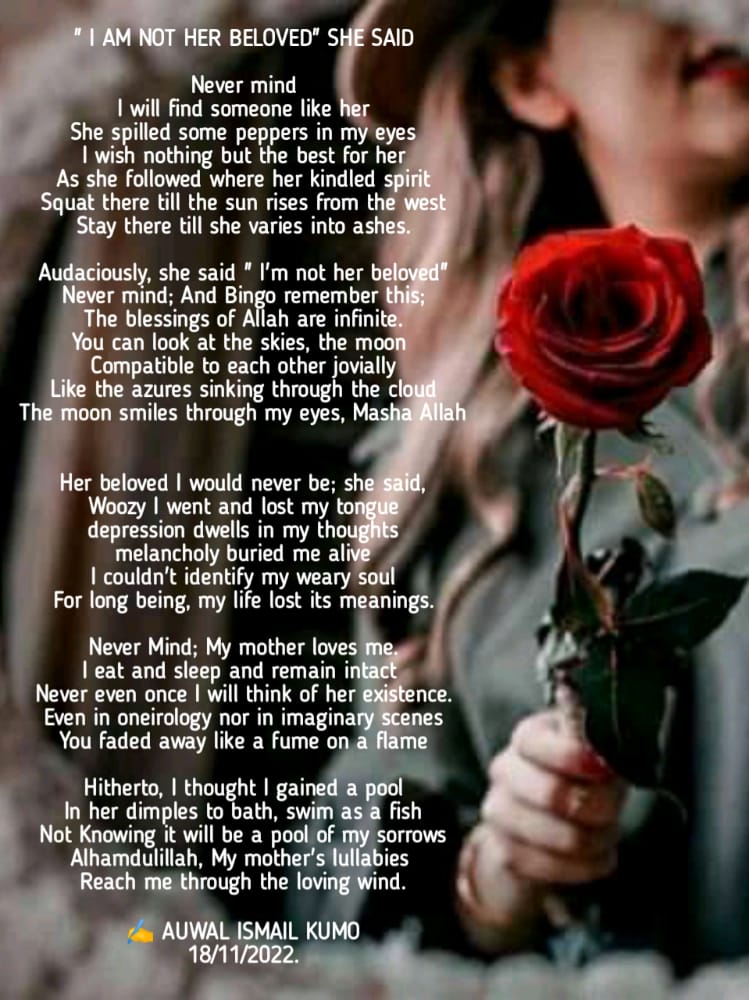 " I AM NOT HER BELOVED" SHE SAID
Never mind
I will find someone like her
She spilled some peppers in my eyes
I wish nothing but the best for her
As she followed where her kindled spirit
Squat there till the sun rises from the west
Stay there till she varies into ashes.
Audaciously, she said " I'm not her beloved"
Never mind; And Bingo remember this;
The blessings of Allah are infinite.
You can look at the skies, the moon
Compatible to each other jovially
Like the azures sinking through the cloud
The moon smiles through my eyes, Masha Allah
Her beloved I would never be; she said,
Woozy I went and lost my tongue
depression dwells in my thoughts
melancholy buried me alive
I couldn't identify my weary soul
For long being, my life lost its meanings.
Never Mind; My mother loves me.
I eat and sleep and remain intact
Never even once I will think of her existence.
Even in oneirology nor in imaginary scenes
You faded away like a fume on a flame
Hitherto, I thought I gained a pool
In her dimples to bath, swim as a fish
Not Knowing it will be a pool of my sorrows
Alhamdulillah, My mother's lullabies
Reach me through the loving wind.
✍️ AUWAL ISMAIL KUMO
18/11/2022.